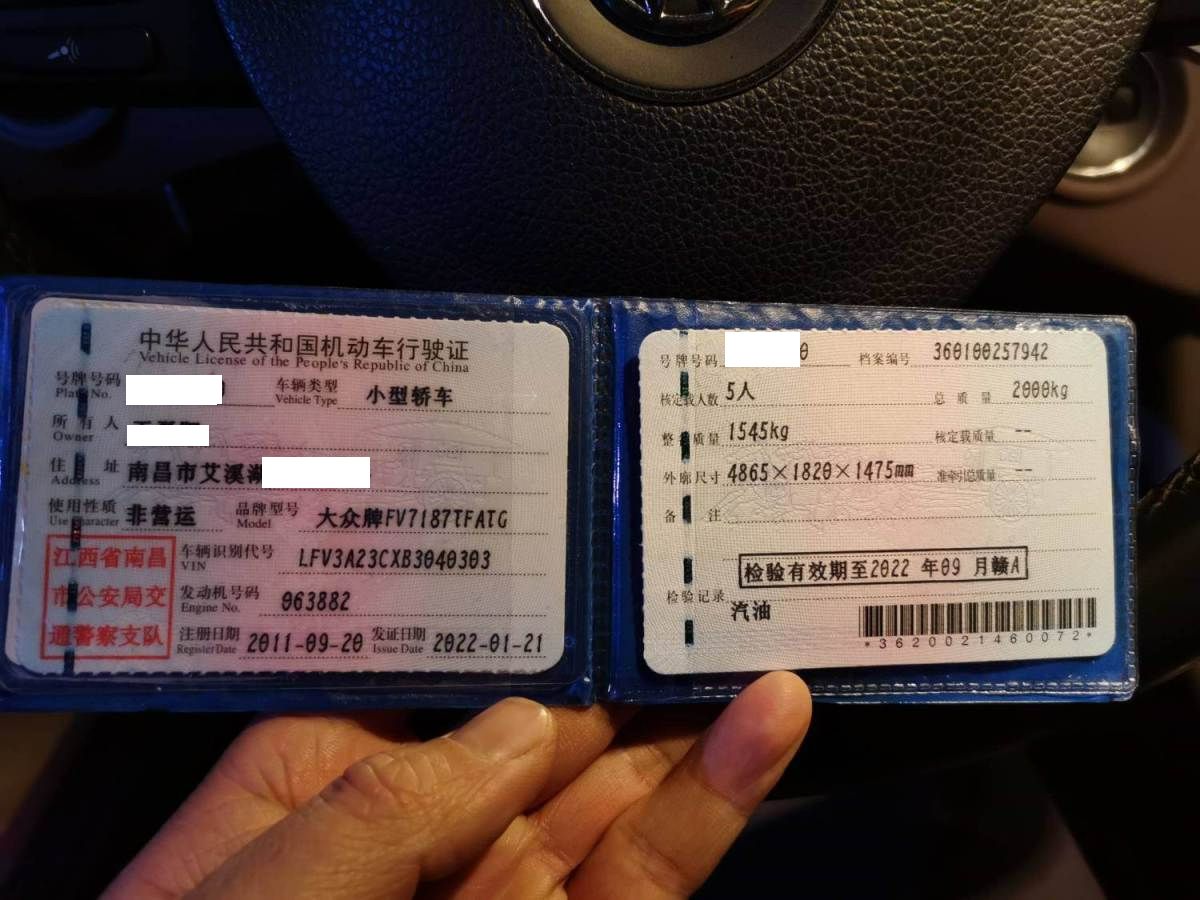 中华人民共和国机动车行驶证
Vehicle License of the People's Republic of China
号牌号码
Plate No.
车辆类型 小型轿车
Vehicle Type
所有人
Owner
住址 南昌市艾溪湖
Address
使用性质 非营运 品牌型号 大众牌FV7187TFATG
Use Character Model
江西省南昌
市公安局交
通警察支队
车辆识别代号 LFV3A23CXB3040303
VIN
发动机号码 063882
Engine No.
注册日期 2011-09-20 发证日期 2022-01-21
Register Date Issue Date
号牌号码 0 档案编号 360100257942
核定载人数 5人 总质量 2000kg
整备质量 1545kg 核定载质量 --
外廓尺寸 4865×1820×1475mm 准牵引总质量 --
备注
检验有效期至2022 年09 月赣A
检验记录
汽油
*3620021460072*